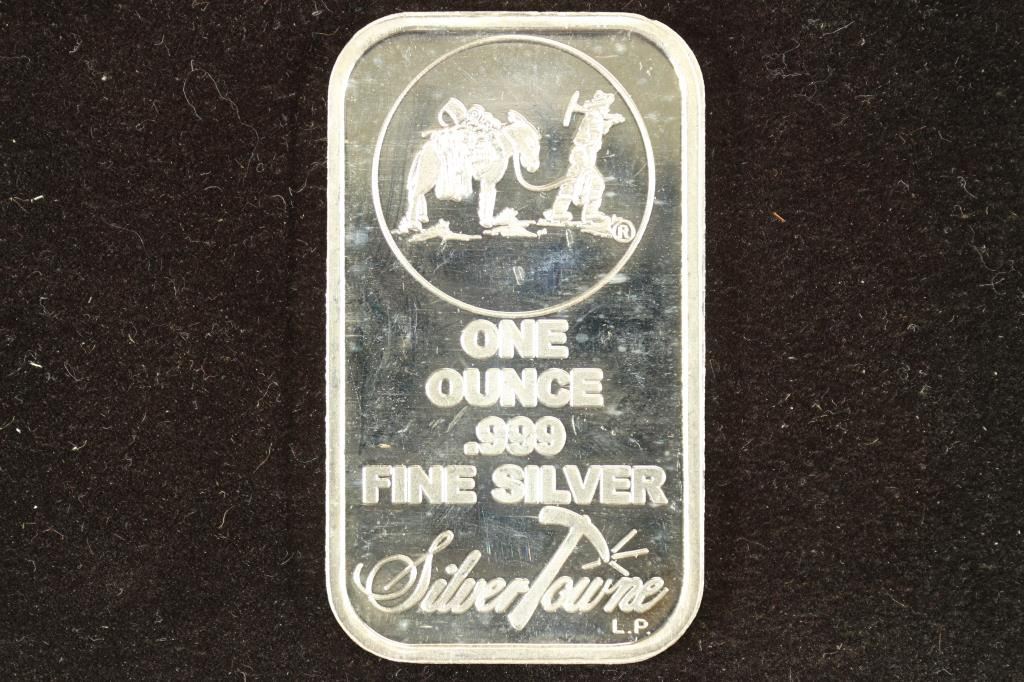 ®
ONE
OUNCE
.999
FINE SILVER
SilverTowne
L.P.